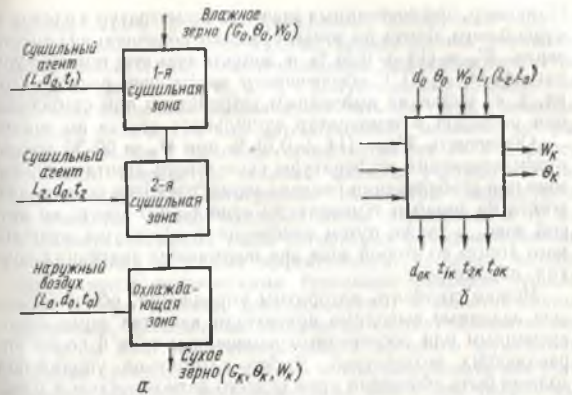 Влажное
зерно (G₀, Θ₀, W₀)
Сушильный
агент
(L, d₀, t₁)
1-я
сушильная
зона
Сушильный
агент
L₂, d₀, t₂
2-я
сушильная
зона
Наружный
воздух
(L₀, d₀, t₀)
Охлажда-
ющая
зона
Сухое
зерно (Gк, Θк, Wк)
а
d₀ Θ₀ W₀ L₁ (L₂, L₀)
Wк
Θк
d₀к t₁к t₂к t₀к
б